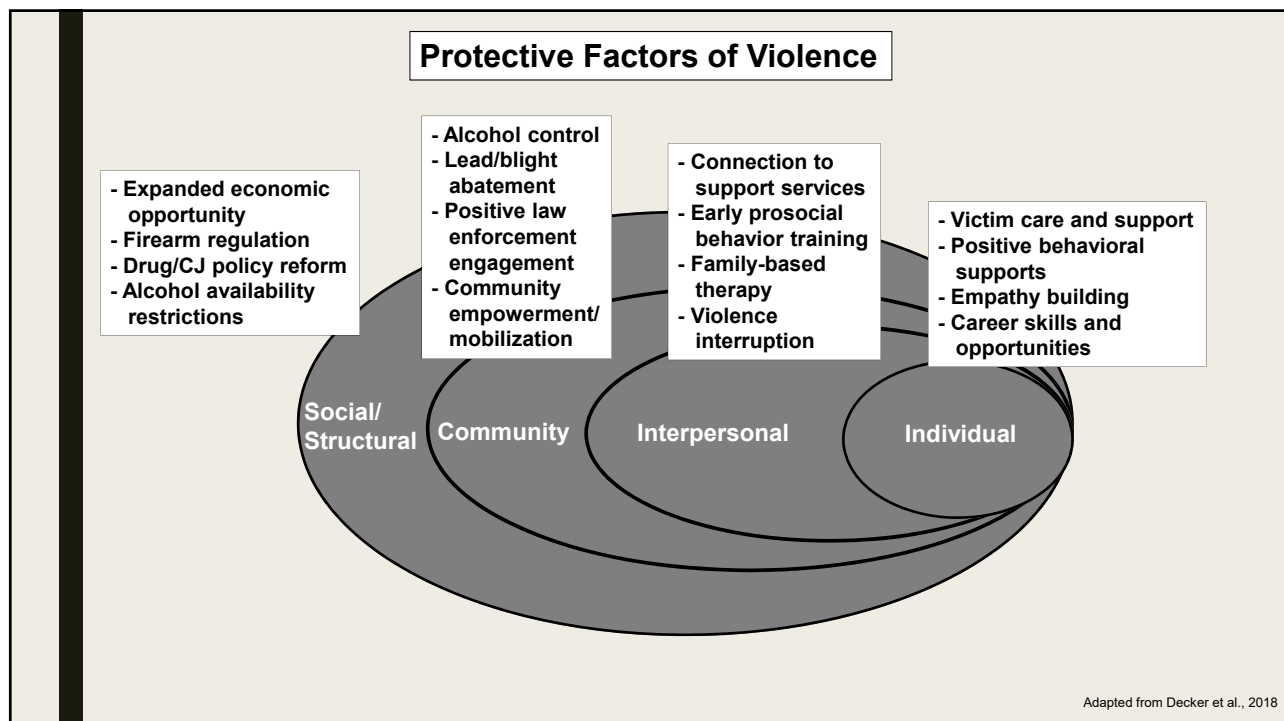 Protective Factors of Violence
- Expanded economic
opportunity
- Firearm regulation
- Drug/CJ policy reform
- Alcohol availability
restrictions
- Alcohol control
- Lead/blight
abatement
- Positive law
enforcement
engagement
- Community
empowerment/
mobilization
- Connection to
support services
- Early prosocial
behavior training
- Family-based
therapy
- Violence
interruption
- Victim care and support
- Positive behavioral
supports
- Empathy building
- Career skills and
opportunities
Social/
Structural
Community
Interpersonal
Individual
Adapted from Decker et al., 2018